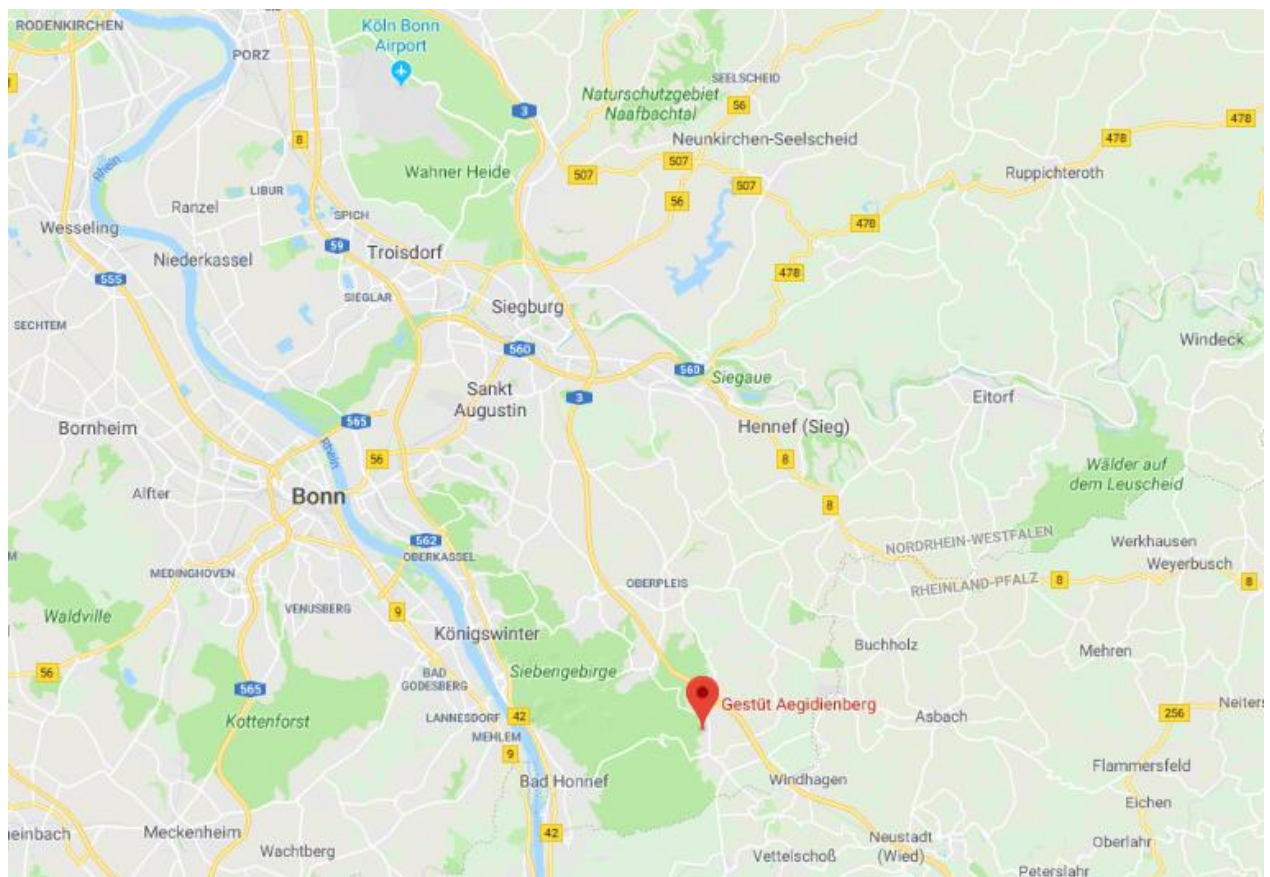 RODENKIRCHEN
PORZ
Köln Bonn
Airport
SEELSCHEID
56
Naturschutzgebiet
Naafbachtal
3
8
Neunkirchen-Seelscheid
478
478
Rhein
Wahner Heide
507
507
507
Ruppichteroth
LIBUR
Ranzel
SPICH
56
478
Wesseling
59
Troisdorf
Niederkassel
555
478
SIEGLAR
Siegburg
SECHTEM
Windeck
560
560
Siegaue
Sankt
Augustin
3
Eitorf
565
Bornheim
Hennef (Sieg)
Rhein
56
8
Wälder auf
dem Leuscheid
Alfter
Bonn
8
562
NORDRHEIN-WESTFALEN
Werkhausen
OBERKASSEL
Weyerbusch
MEDINGHOVEN
OBERPLEIS
RHEINLAND-PFALZ
8
8
VENUSBERG
9
Waldville
Königswinter
Buchholz
Mehren
56
BAD
GODESBERG
Siebengebirge
565
Gestüt Aegidienberg
Kottenforst
LANNESDORF
42
Asbach
256
Neiters
MEHLEM
9
Bad Honnef
Windhagen
Flammersfeld
Eichen
einbach
Meckenheim
42
Neustadt
(Wied)
Oberlahr
Wachtberg
Vettelschoß
Peterslahr